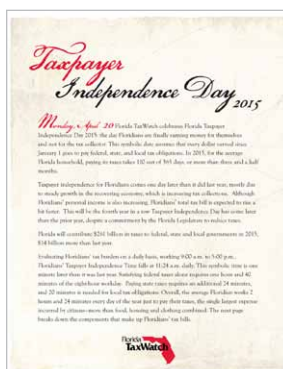 Taxpayer
Independence Day
2015
Monday, April 20 Florida TaxWatch celebrates Florida Taxpayer
Independence Day 2015: the day Floridians are finally earning money for themselves
and not for the tax collector. This symbolic date assumes that every dollar earned since
January 1 goes to pay federal, state, and local tax obligations. In 2015, for the average
Florida household, paying its taxes takes 110 out of 365 days, or more than three and a half
months.
Taxpayer independence for Floridians comes one day later than it did last year, mostly due
to steady growth in the recovering economy, which is increasing tax collections. Although
Floridians' personal income is also increasing, Floridians' total tax bill is expected to rise a
bit faster. This will be the fourth year in a row Taxpayer Independence Day has come later
than the prior year, despite a commitment by the Florida Legislature to reduce taxes.
Florida will contribute billion in taxes to federal, state and local government in 2015,
billion more than last year.
Evaluating Floridians' tax burden on a daily basis, working 9:00 a.m. to 5:00 p.m.,
Floridians' Taxpayer Independence Time falls at 11:24 a.m. daily. This symbolic time is one
minute later than it was last year. Satisfying federal taxes alone requires one hour and 40
minutes of the eight-hour workday. Paying state taxes requires an additional 24 minutes,
and 20 minutes is needed for local tax obligations. Overall, the average Floridian works 2
hours and 24 minutes every day of the year just to pay their taxes, the single largest expense
incurred by citizens–more than food, housing and clothing combined. The next page
breaks down the components that make up Floridians' tax bills.
Florida
TaxWatch